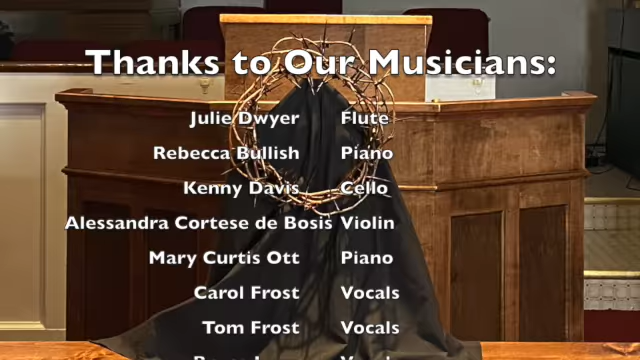 Thanks to Our Musicians:
Julie Dwyer Flute
Rebecca Bullish Piano
Kenny Davis Cello
Alessandra Cortese de Bosis Violin
Mary Curtis Ott Piano
Carol Frost Vocals
Tom Frost Vocals